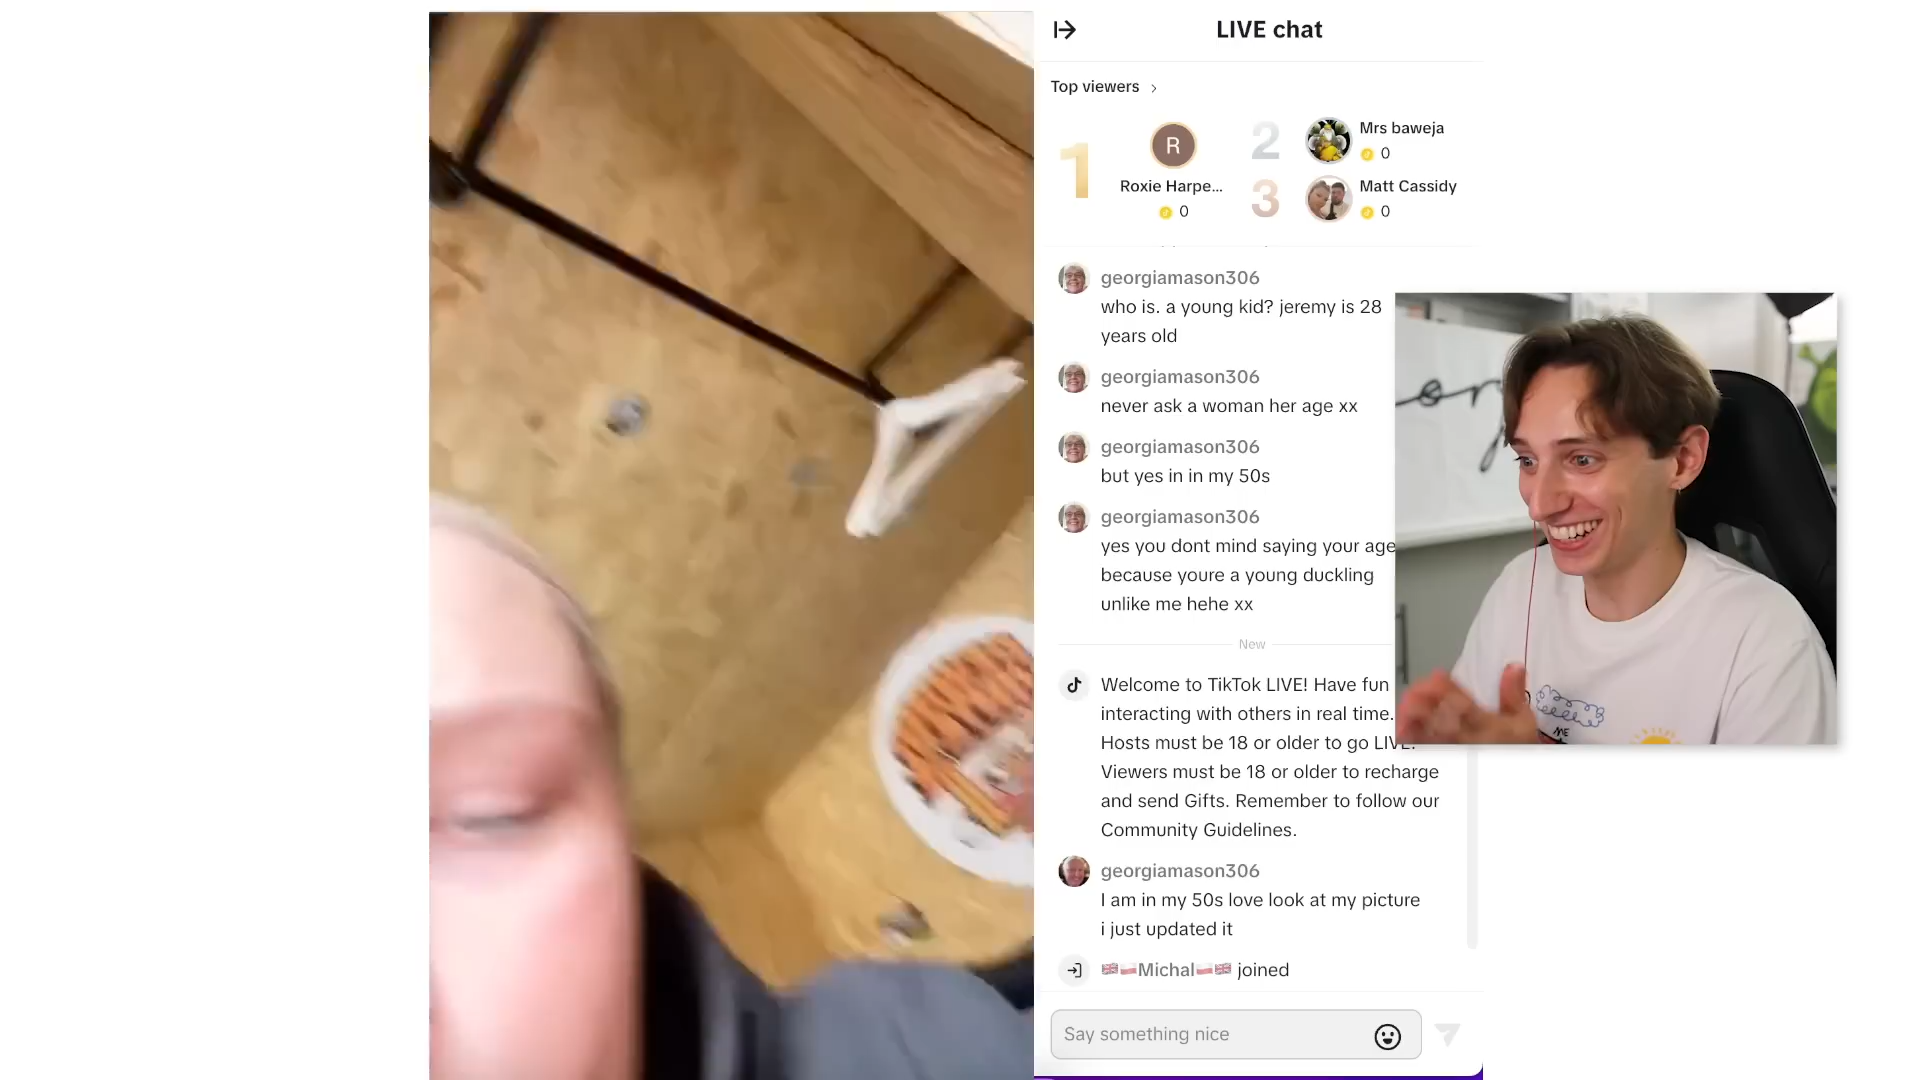 LIVE chat
Top viewers
1
R
Roxie Harpe...
0
2
Mrs baweja
0
3
Matt Cassidy
0
georgiamason306
who is. a young kid? jeremy is 28
years old
georgiamason306
never ask a woman her age xx
georgiamason306
but yes in in my 50s
georgiamason306
yes you dont mind saying your age
because youre a young duckling
unlike me hehe xx
New
Welcome to TikTok LIVE! Have fun
interacting with others in real time.
Hosts must be 18 or older to go LIVE.
Viewers must be 18 or older to recharge
and send Gifts. Remember to follow our
Community Guidelines.
georgiamason306
I am in my 50s love look at my picture
i just updated it
🇬🇧🇵🇱Michal🇵🇱🇬🇧 joined
Say something nice
ME